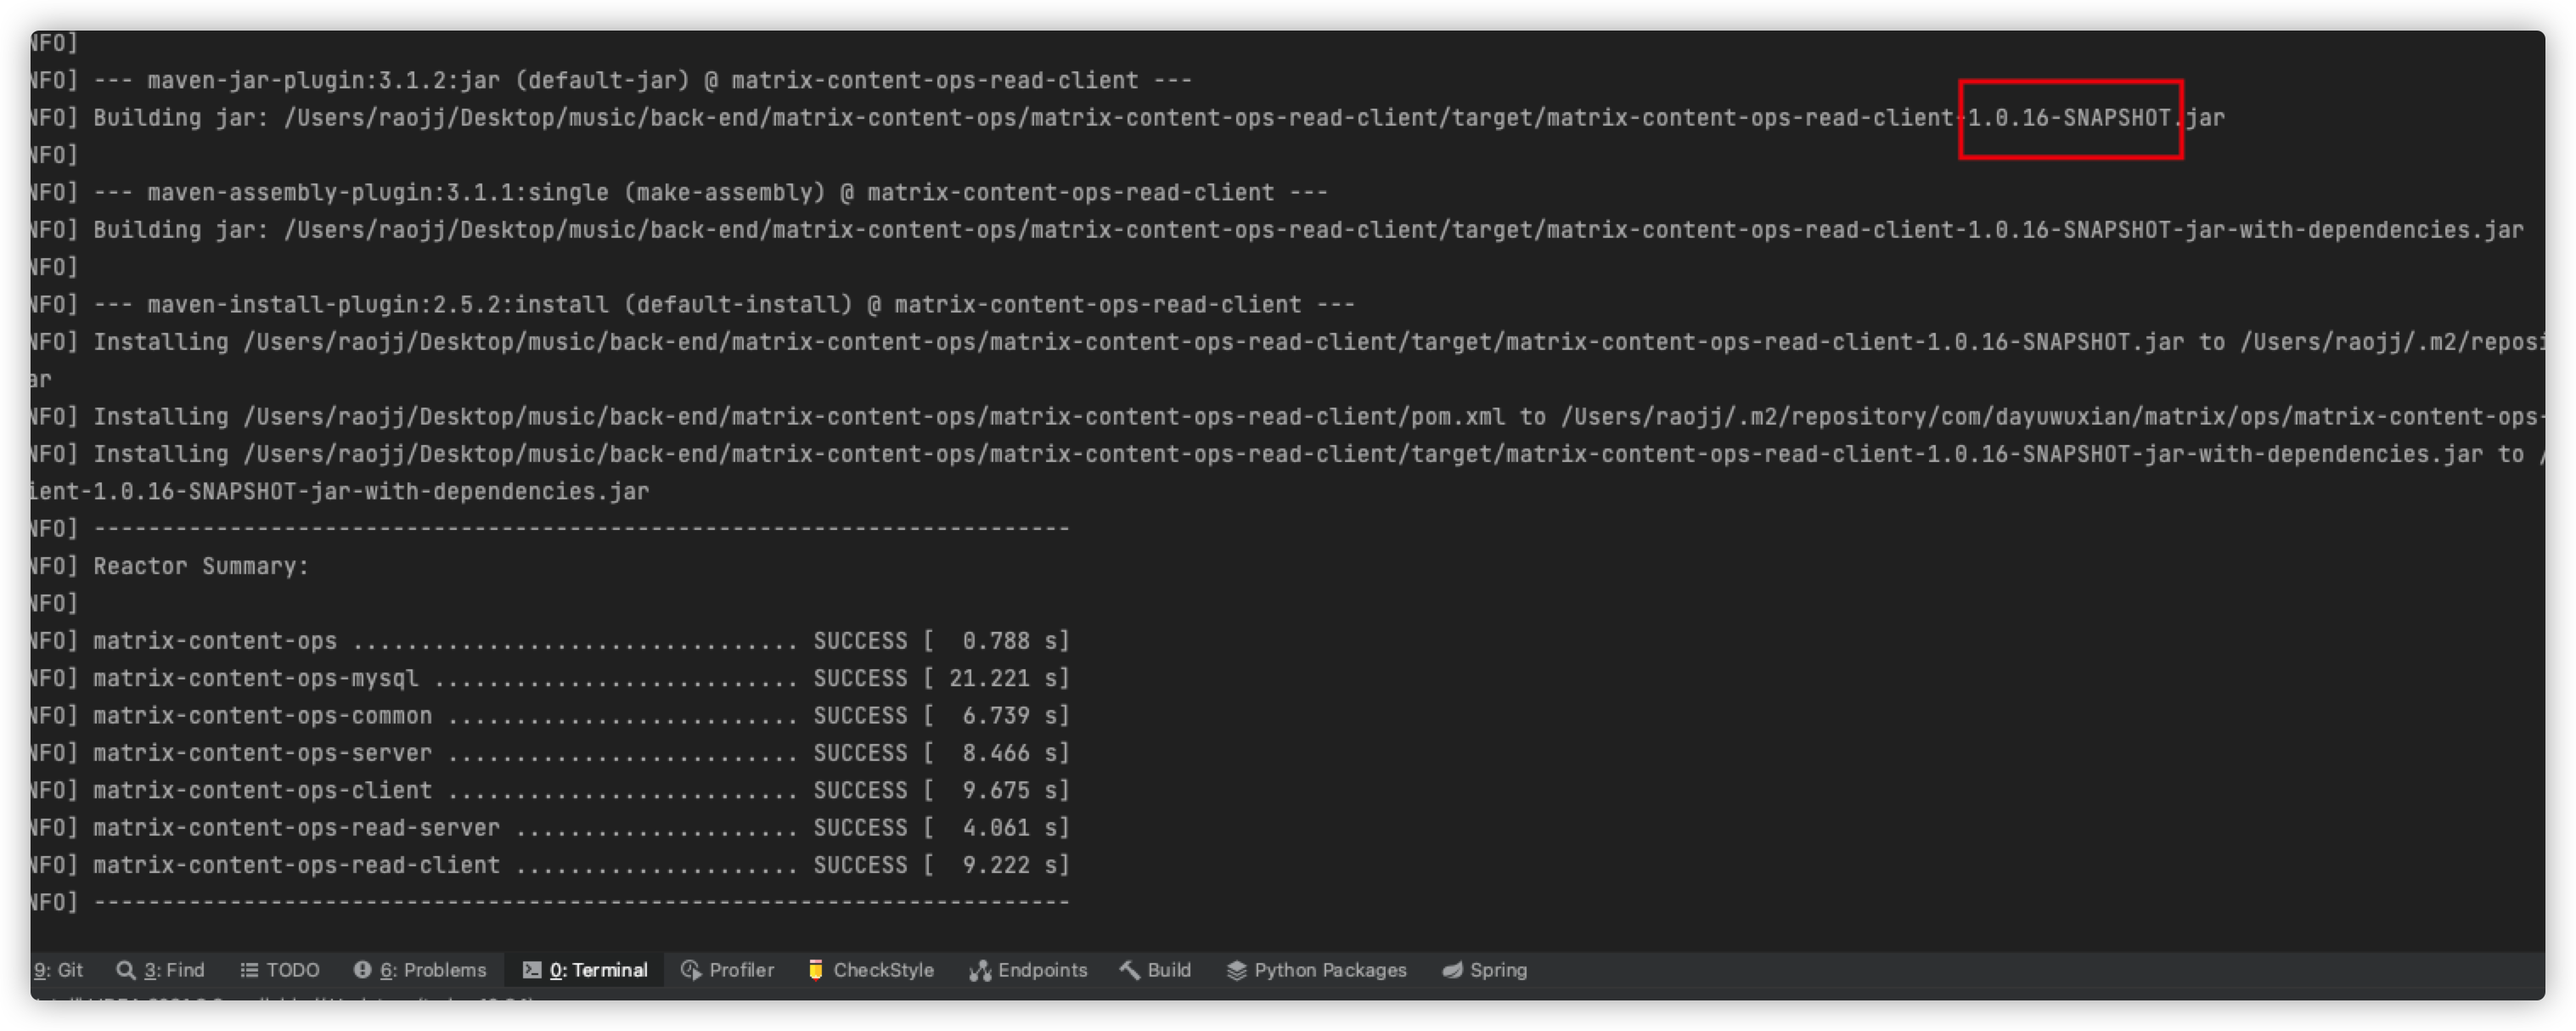 NFO]
NFO] --- maven-jar-plugin:3.1.2:jar (default-jar) @ matrix-content-ops-read-client ---
NFO] Building jar: /Users/raojj/Desktop/music/back-end/matrix-content-ops/matrix-content-ops-read-client/target/matrix-content-ops-read-client-1.0.16-SNAPSHOT.jar
NFO]
NFO] --- maven-assembly-plugin:3.1.1:single (make-assembly) @ matrix-content-ops-read-client ---
NFO] Building jar: /Users/raojj/Desktop/music/back-end/matrix-content-ops/matrix-content-ops-read-client/target/matrix-content-ops-read-client-1.0.16-SNAPSHOT-jar-with-dependencies.jar
NFO]
NFO] --- maven-install-plugin:2.5.2:install (default-install) @ matrix-content-ops-read-client ---
NFO] Installing /Users/raojj/Desktop/music/back-end/matrix-content-ops/matrix-content-ops-read-client/target/matrix-content-ops-read-client-1.0.16-SNAPSHOT.jar to /Users/raojj/.m2/reposi
ar
NFO] Installing /Users/raojj/Desktop/music/back-end/matrix-content-ops/matrix-content-ops-read-client/pom.xml to /Users/raojj/.m2/repository/com/dayuwuxian/matrix/ops/matrix-content-ops-
NFO] Installing /Users/raojj/Desktop/music/back-end/matrix-content-ops/matrix-content-ops-read-client/target/matrix-content-ops-read-client-1.0.16-SNAPSHOT-jar-with-dependencies.jar to /
ient-1.0.16-SNAPSHOT-jar-with-dependencies.jar
NFO] ------------------------------------------------------------------------
NFO] Reactor Summary:
NFO]
NFO] matrix-content-ops ................................. SUCCESS [  0.788 s]
NFO] matrix-content-ops-mysql ........................... SUCCESS [ 21.221 s]
NFO] matrix-content-ops-common .......................... SUCCESS [  6.739 s]
NFO] matrix-content-ops-server .......................... SUCCESS [  8.466 s]
NFO] matrix-content-ops-client .......................... SUCCESS [  9.675 s]
NFO] matrix-content-ops-read-server ..................... SUCCESS [  4.061 s]
NFO] matrix-content-ops-read-client ..................... SUCCESS [  9.222 s]
NFO] ------------------------------------------------------------------------
9: Git 3: Find TODO 6: Problems 0: Terminal Profiler CheckStyle Endpoints Build Python Packages Spring